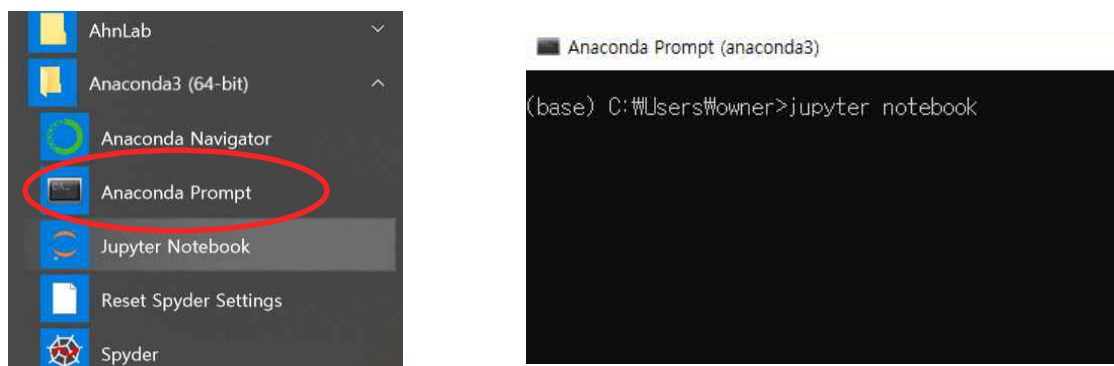 AhnLab
Anaconda3 (64-bit)
Anaconda Navigator
Anaconda Prompt
Jupyter Notebook
Reset Spyder Settings
Spyder
Anaconda Prompt (anaconda3)
(base) C:₩Users₩owner>jupyter notebook